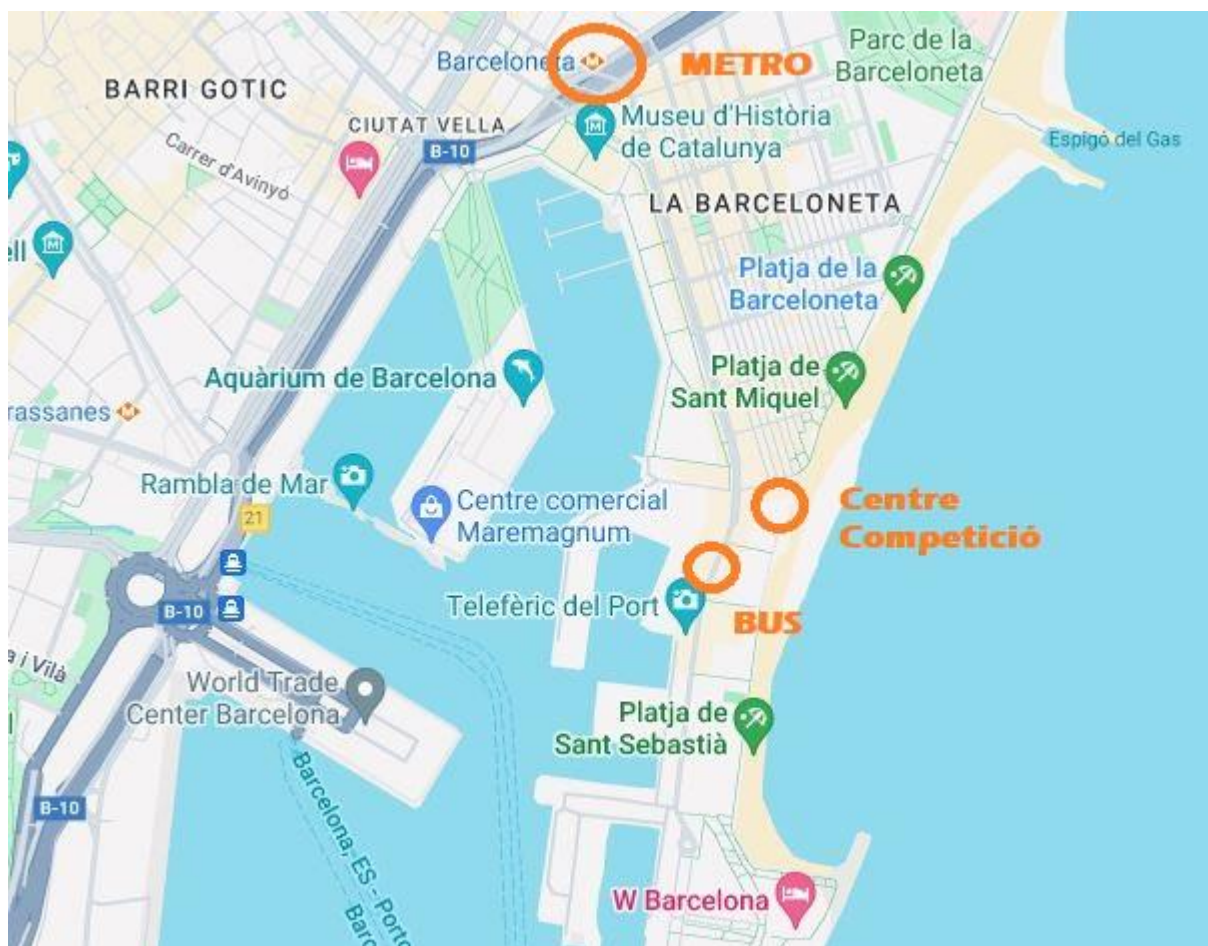 Barceloneta
METRO
Parc de la
Barceloneta
BARRI GOTIC
CIUTAT VELLA
Museu d'Història
de Catalunya
Espigó del Gas
B-10
Carrer d'Avinyó
LA BARCELONETA
ell
Platja de la
Barceloneta
Aquàrium de Barcelona
Platja de
Sant Miquel
rassanes
Rambla de Mar
Centre comercial
Maremagnum
Centre
Competició
21
Telefèric del Port
BUS
B-10
a i Vilà
World Trade
Center Barcelona
Platja de
Sant Sebastià
B-10
Barcelona, ES - Porto
Barc
W Barcelona